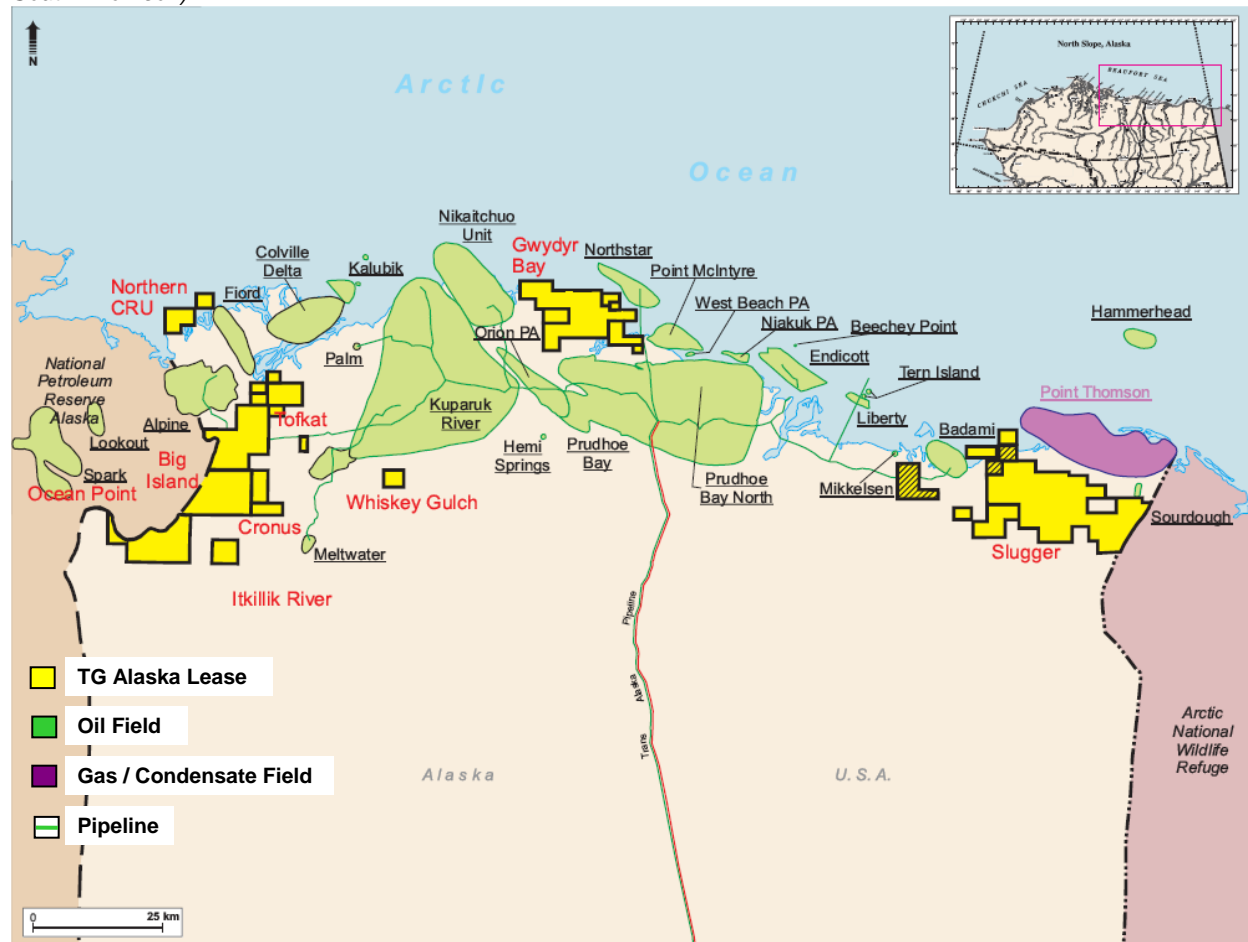 N
Arctic
Ocean
North Slope, Alaska
BEAUFORT SEA
CHUKCHI SEA
Nikaitchuo
Unit
Gwydyr
Bay
Northstar
Colville
Delta
Kalubik
Point McIntyre
Northern
CRU
Fiord
West Beach PA
Niakuk PA
Beechey Point
Hammerhead
Orion PA
Endicott
Palm
Tern Island
National
Petroleum
Reserve
Alaska
Point Thomson
Kuparuk
River
Liberty
Tofkat
Alpine
Lookout
Badami
Hemi
Springs
Prudhoe
Bay
Big
Island
Spark
Ocean Point
Prudhoe
Bay North
Mikkelsen
Whiskey Gulch
Sourdough
Cronus
Meltwater
Slugger
Itkillik River
Pipeline
Alaska
Trans
TG Alaska Lease
Oil Field
Gas / Condensate Field
Pipeline
Alaska
U.S.A.
Arctic
National
Wildlife
Refuge
0
25 km